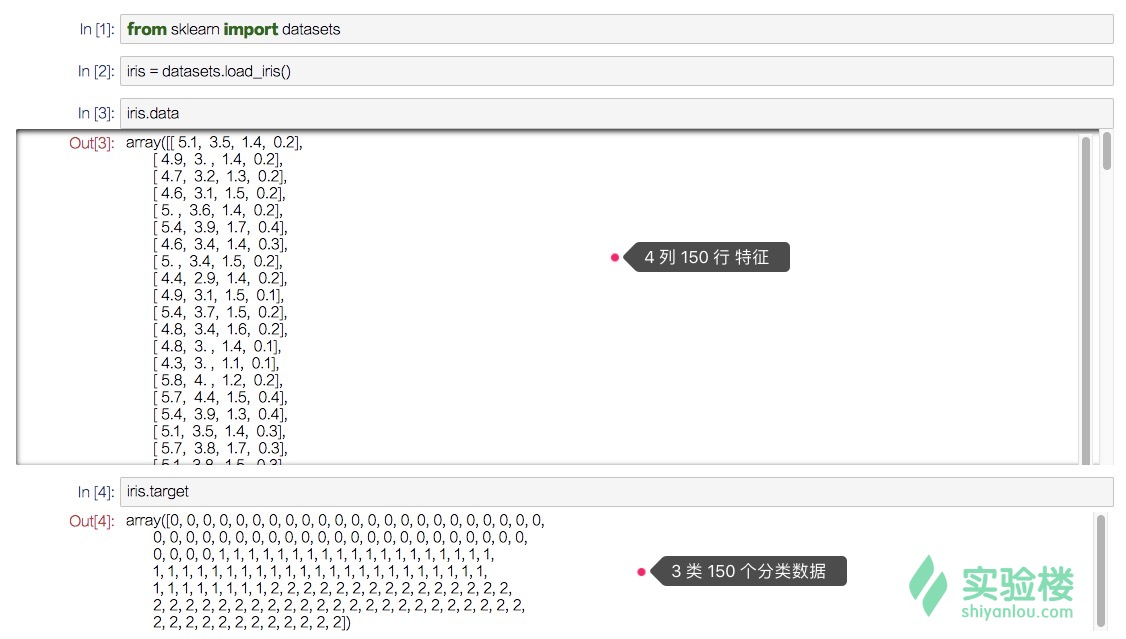 In [1]: from sklearn import datasets
In [2]: iris = datasets.load_iris()
In [3]: iris.data
Out[3]: array([[ 5.1, 3.5, 1.4, 0.2],
[ 4.9, 3. , 1.4, 0.2],
[ 4.7, 3.2, 1.3, 0.2],
[ 4.6, 3.1, 1.5, 0.2],
[ 5. , 3.6, 1.4, 0.2],
[ 5.4, 3.9, 1.7, 0.4],
[ 4.6, 3.4, 1.4, 0.3],
4 列 150 行 特征
[ 5. , 3.4, 1.5, 0.2],
[ 4.4, 2.9, 1.4, 0.2],
[ 4.9, 3.1, 1.5, 0.1],
[ 5.4, 3.7, 1.5, 0.2],
[ 4.8, 3.4, 1.6, 0.2],
[ 4.8, 3. , 1.4, 0.1],
[ 4.3, 3. , 1.1, 0.1],
[ 5.8, 4. , 1.2, 0.2],
[ 5.7, 4.4, 1.5, 0.4],
[ 5.4, 3.9, 1.3, 0.4],
[ 5.1, 3.5, 1.4, 0.3],
[ 5.7, 3.8, 1.7, 0.3],
[ 5.1, 3.8, 1.5, 0.3],
In [4]: iris.target
Out[4]: array([0, 0, 0, 0, 0, 0, 0, 0, 0, 0, 0, 0, 0, 0, 0, 0, 0, 0, 0, 0, 0, 0, 0,
0, 0, 0, 0, 0, 0, 0, 0, 0, 0, 0, 0, 0, 0, 0, 0, 0, 0, 0, 0, 0, 0, 0,
0, 0, 0, 0, 1, 1, 1, 1, 1, 1, 1, 1, 1, 1, 1, 1, 1, 1, 1, 1, 1, 1, 1,
1, 1, 1, 1, 1, 1, 1, 1, 1, 1, 1, 1, 1, 1, 1, 1, 1, 1, 1, 1, 1, 1, 1,
3 类 150 个分类数据
1, 1, 1, 1, 1, 1, 1, 1, 2, 2, 2, 2, 2, 2, 2, 2, 2, 2, 2, 2, 2, 2, 2,
2, 2, 2, 2, 2, 2, 2, 2, 2, 2, 2, 2, 2, 2, 2, 2, 2, 2, 2, 2, 2, 2, 2,
2, 2, 2, 2, 2, 2, 2, 2, 2, 2, 2, 2])
实验楼
shiyanlou.com